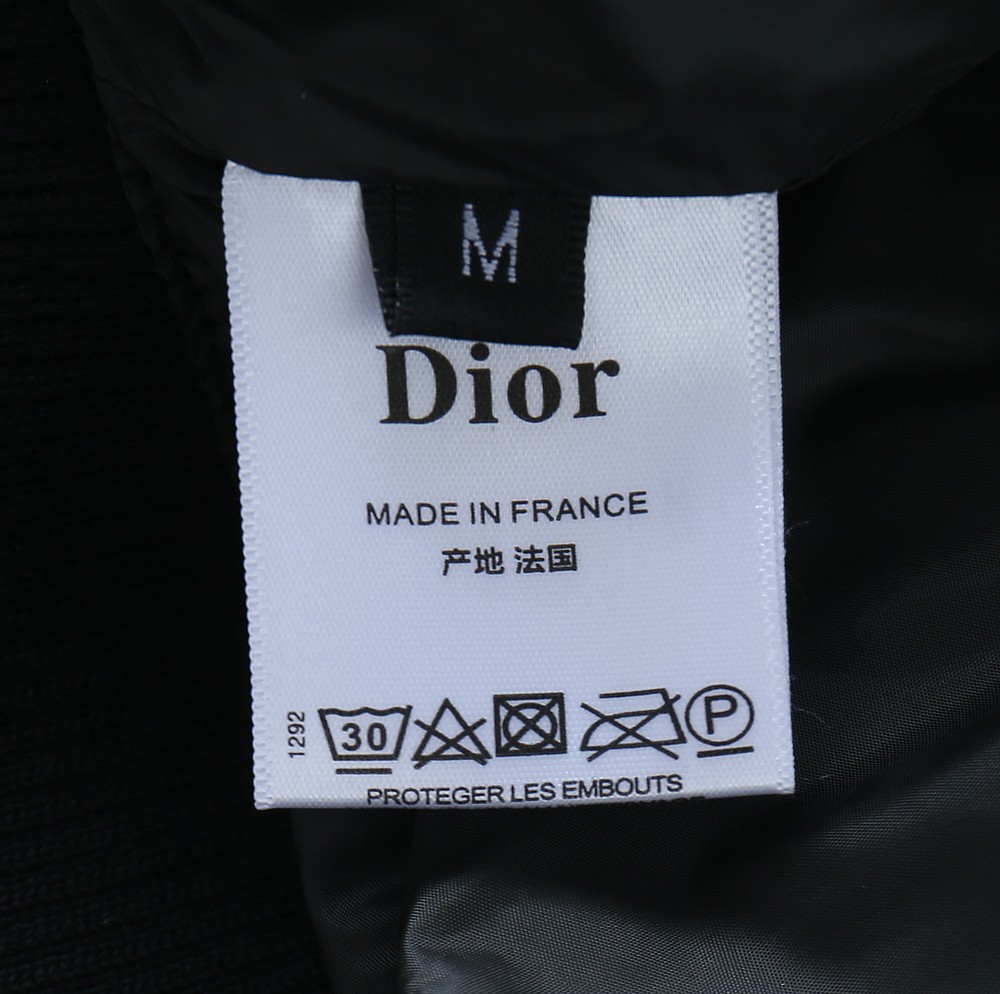 M
Dior
MADE IN FRANCE
产地 法国
1292
30 P
PROTEGER LES EMBOUTS